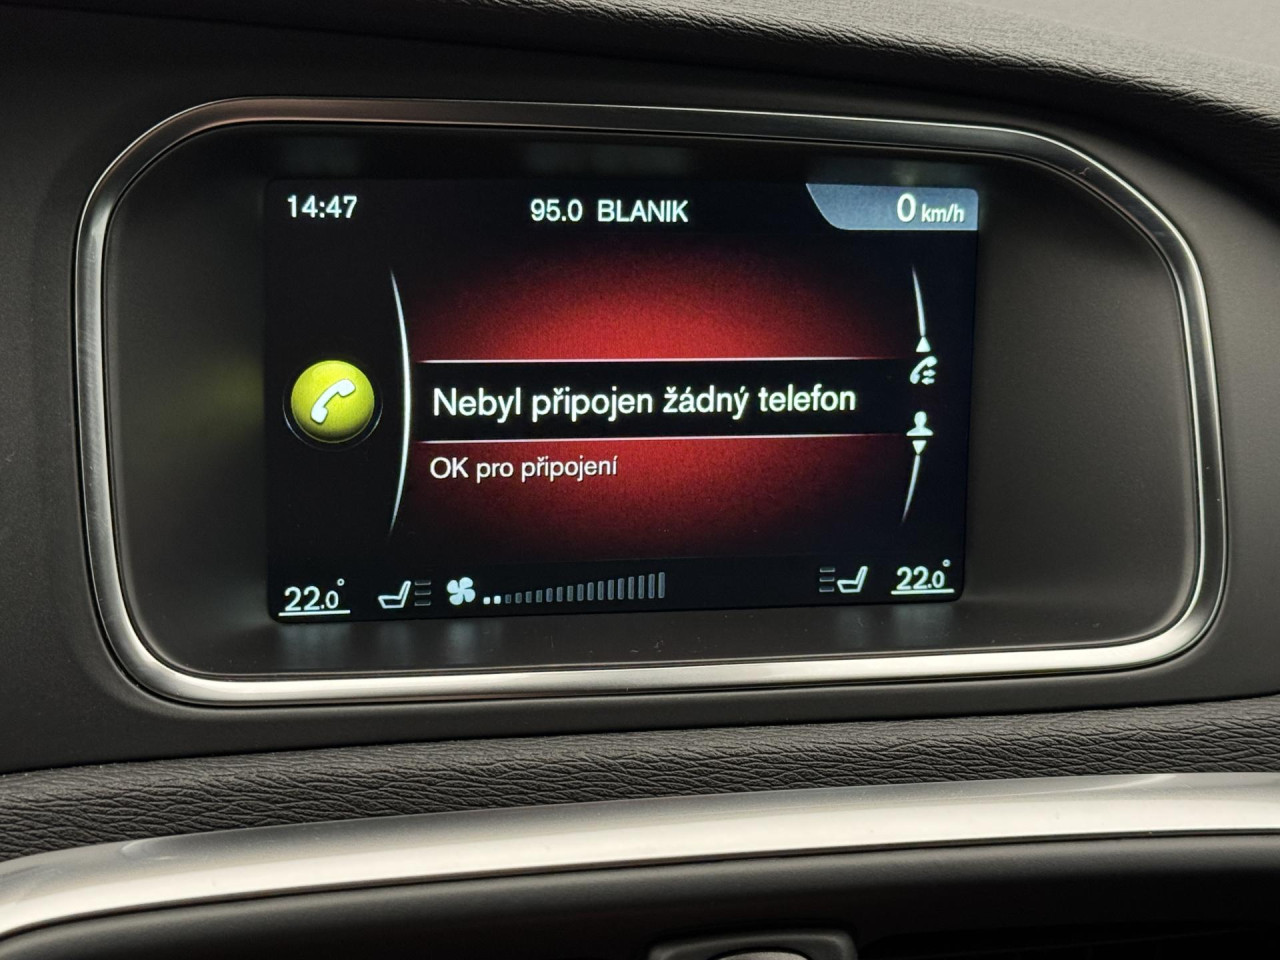 14:47
95.0 BLANIK
0 km/h
Nebyl připojen žádný telefon
OK pro připojení
22.0°
22.0°